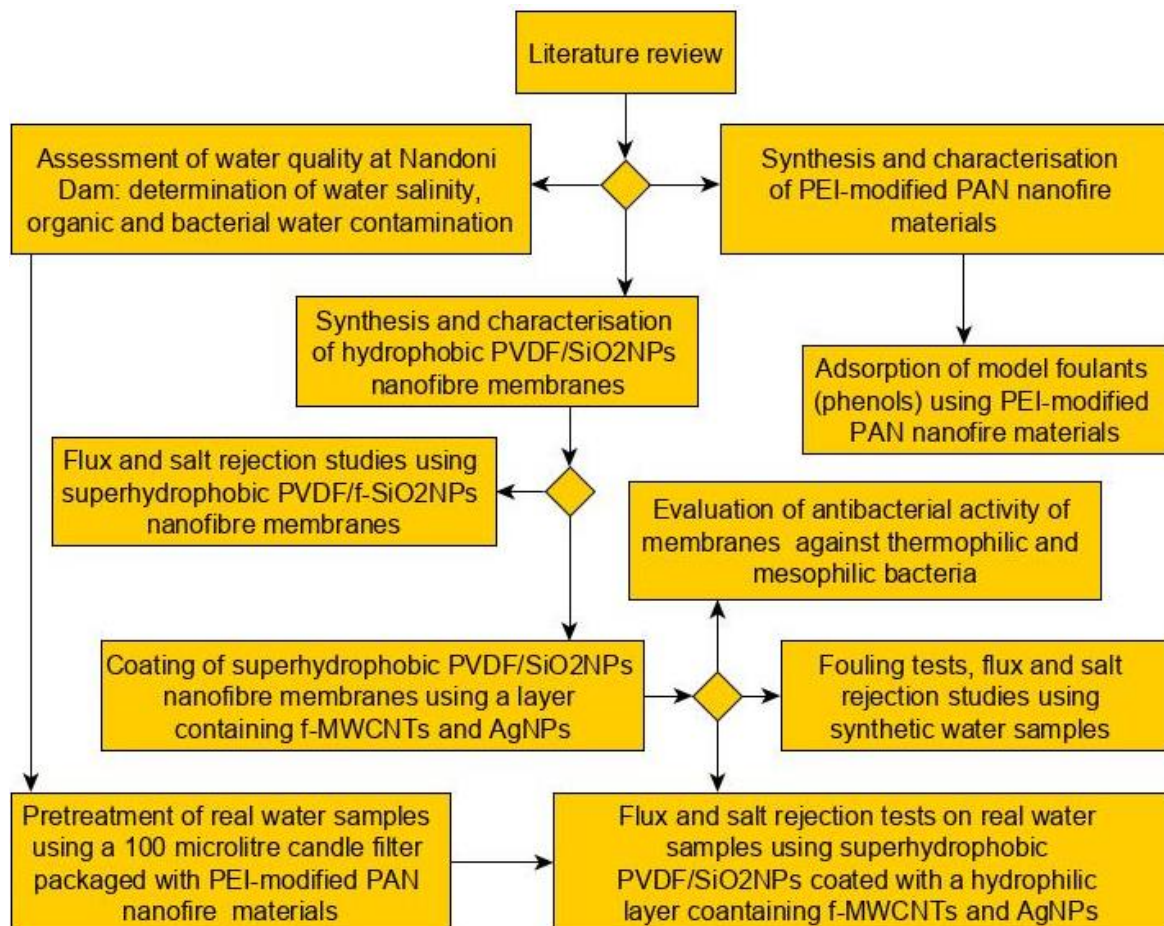 Literature review
Assessment of water quality at Nandoni
Dam: determination of water salinity,
organic and bacterial water contamination
Synthesis and characterisation
of PEI-modified PAN nanofire
materials
Synthesis and characterisation
of hydrophobic PVDF/SiO2NPs
nanofibre membranes
Adsorption of model foulants
(phenols) using PEI-modified
PAN nanofire materials
Flux and salt rejection studies using
superhydrophobic PVDF/f-SiO2NPs
nanofibre membranes
Evaluation of antibacterial activity of
membranes against thermophilic and
mesophilic bacteria
Coating of superhydrophobic PVDF/SiO2NPs
nanofibre membranes using a layer
containing f-MWCNTs and AgNPs
Fouling tests, flux and salt
rejection studies using
synthetic water samples
Pretreatment of real water samples
using a 100 microlitre candle filter
packaged with PEI-modified PAN
nanofire materials
Flux and salt rejection tests on real water
samples using superhydrophobic
PVDF/SiO2NPs coated with a hydrophilic
layer coantaining f-MWCNTs and AgNPs